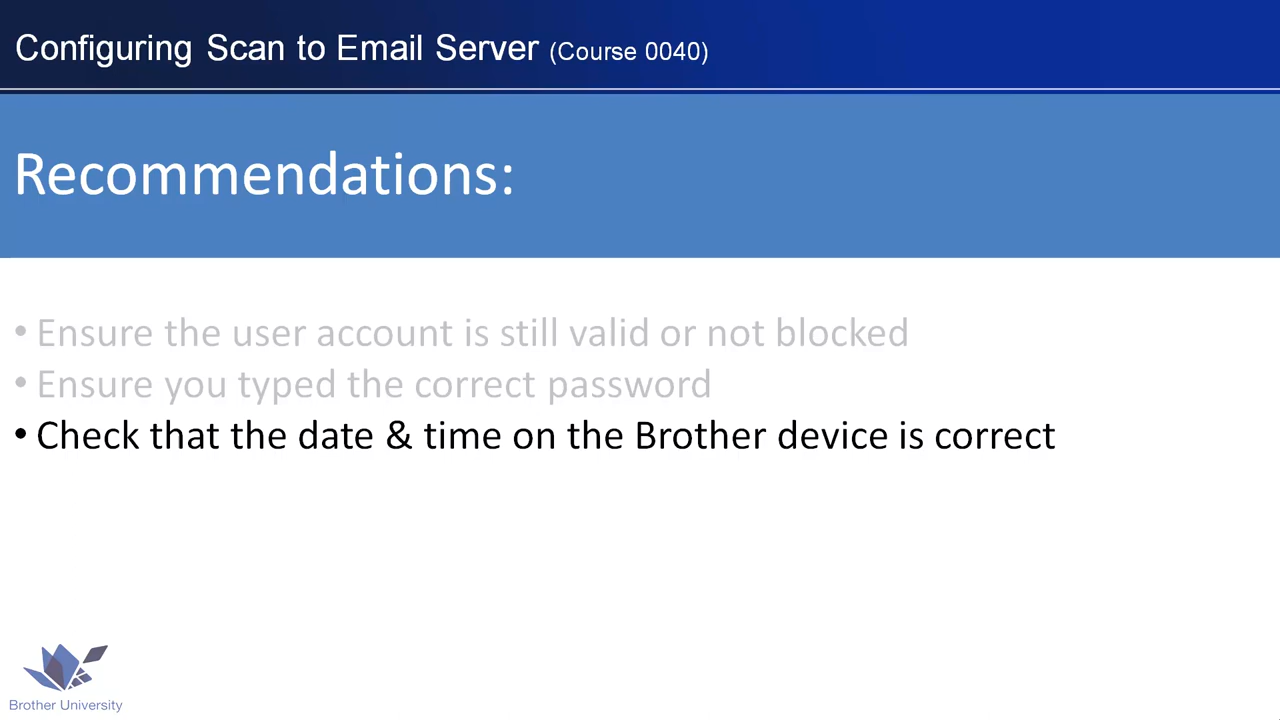 Configuring Scan to Email Server (Course 0040)
Recommendations:
• Ensure the user account is still valid or not blocked
• Ensure you typed the correct password
• Check that the date & time on the Brother device is correct
Brother University